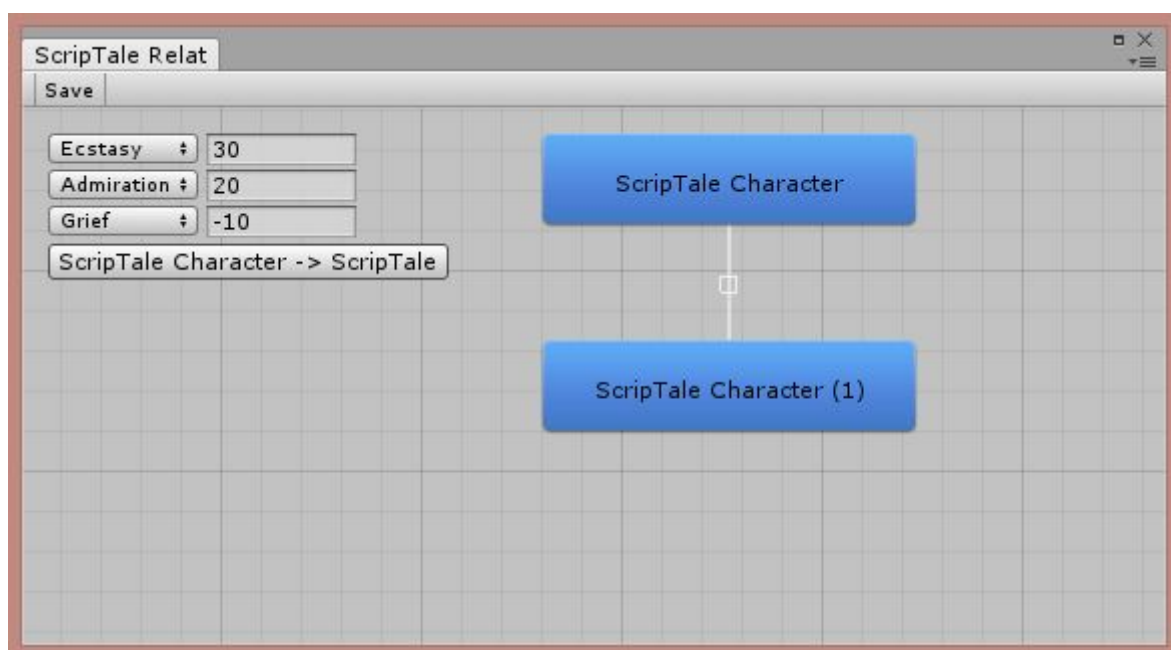 ScripTale Relat
Save
Ecstasy 30
Admiration 20
Grief -10
ScripTale Character -> ScripTale
ScripTale Character
ScripTale Character (1)